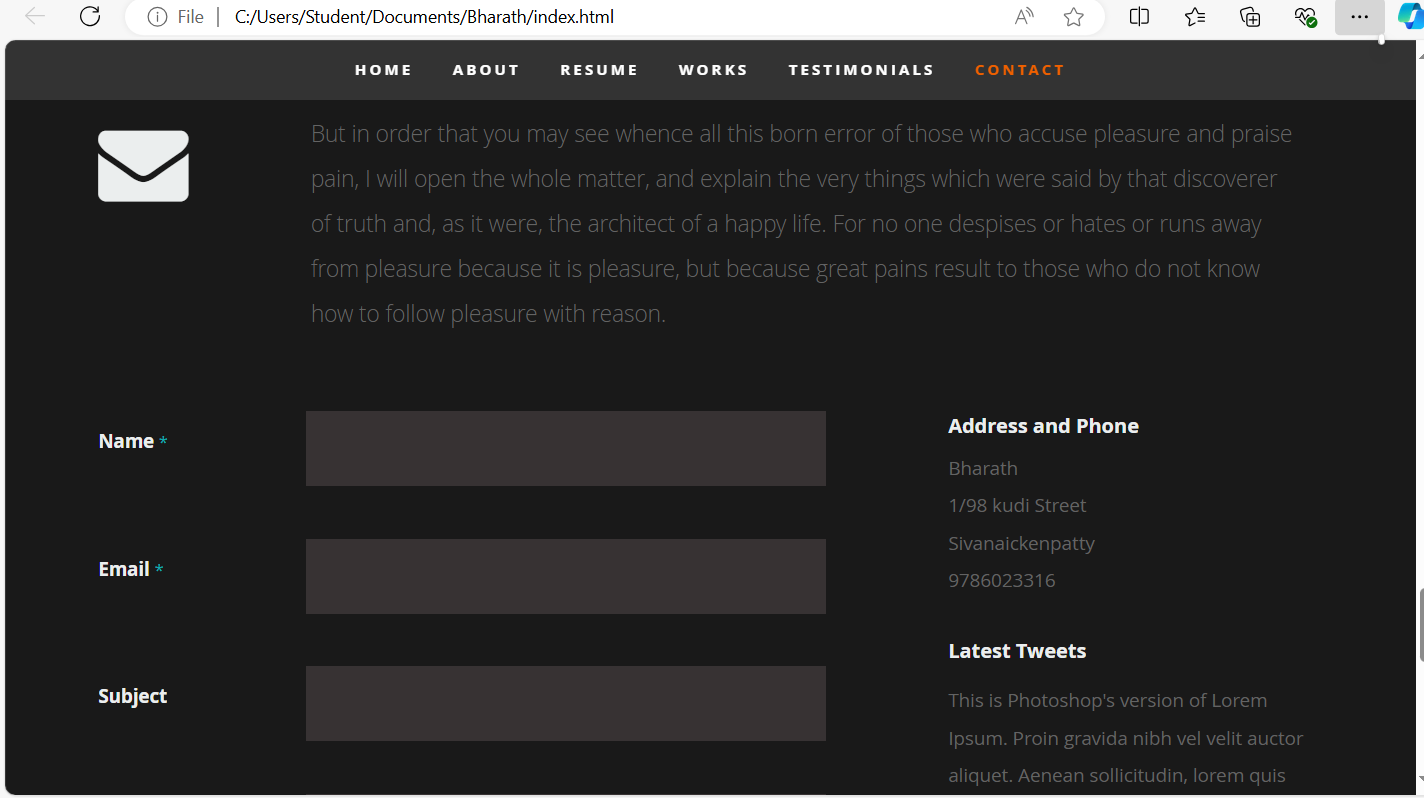 File
C:/Users/Student/Documents/Bharath/index.html
HOME ABOUT RESUME WORKS TESTIMONIALS CONTACT
But in order that you may see whence all this born error of those who accuse pleasure and praise
pain, I will open the whole matter, and explain the very things which were said by that discoverer
of truth and, as it were, the architect of a happy life. For no one despises or hates or runs away
from pleasure because it is pleasure, but because great pains result to those who do not know
how to follow pleasure with reason.
Name *
Email *
Subject
Address and Phone
Bharath
1/98 kudi Street
Sivanaickenpatty
9786023316
Latest Tweets
This is Photoshop's version of Lorem
Ipsum. Proin gravida nibh vel velit auctor
aliquet. Aenean sollicitudin, lorem quis